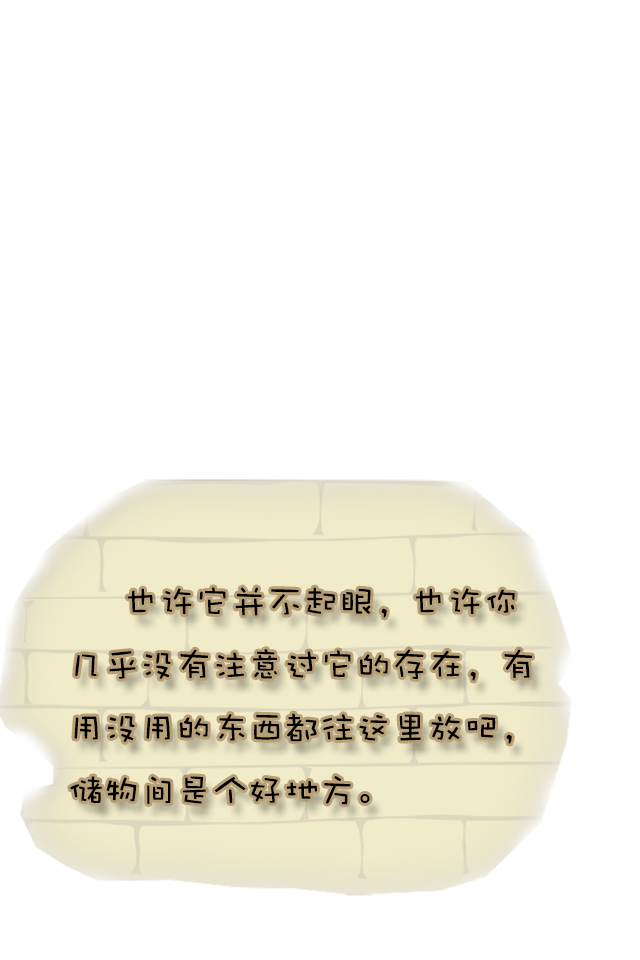 也许它并不起眼，也许你
几乎没有注意过它的存在，有
用没用的东西都往这里放吧，
储物间是个好地方。